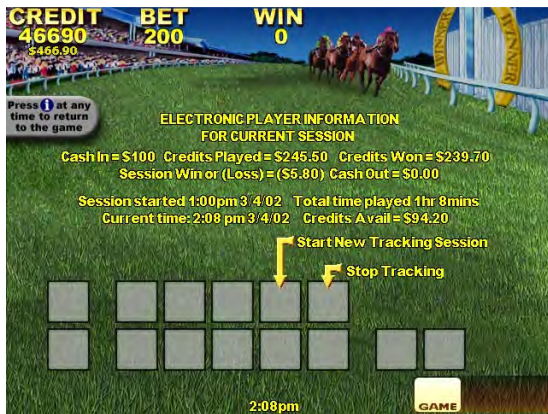 CREDIT BET WIN
46690 200 0
$466.90
WINNER
WINNER
Press i at any
time to return
to the game
ELECTRONIC PLAYER INFORMATION
FOR CURRENT SESSION
Cash In = $100 Credits Played = $245.50 Credits Won = $239.70
Session Win or (Loss) = ($5.80) Cash Out = $0.00
Session started 1:00pm 3/4/02 Total time played 1hr 8mins
Current time: 2:08 pm 3/4/02 Credits Avail = $94.20
Start New Tracking Session
Stop Tracking
2:08pm
GAME